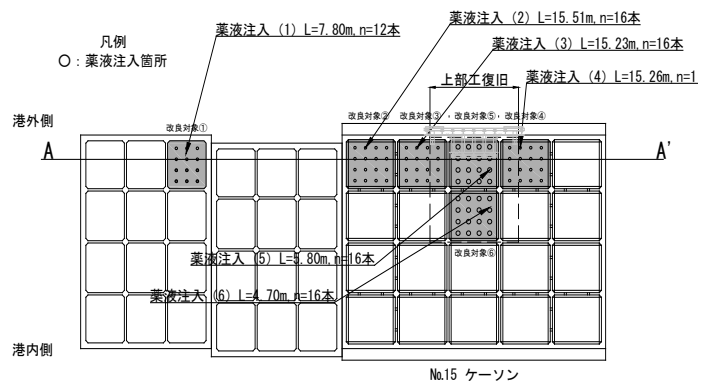 薬液注入（1）L=7.80m,n=12本
薬液注入（2）L=15.51m,n=16本
凡例
○：薬液注入箇所
薬液注入（3）L=15.23m,n=16本
上部工復旧
薬液注入（4）L=15.26m,n=1
港外側
改良対象①
改良対象②
改良対象③
改良対象⑤
改良対象④
A
A'
薬液注入（5）L=5.80m,n=16本
改良対象⑥
薬液注入（6）L=4.70m,n=16本
港内側
No.15 ケーソン